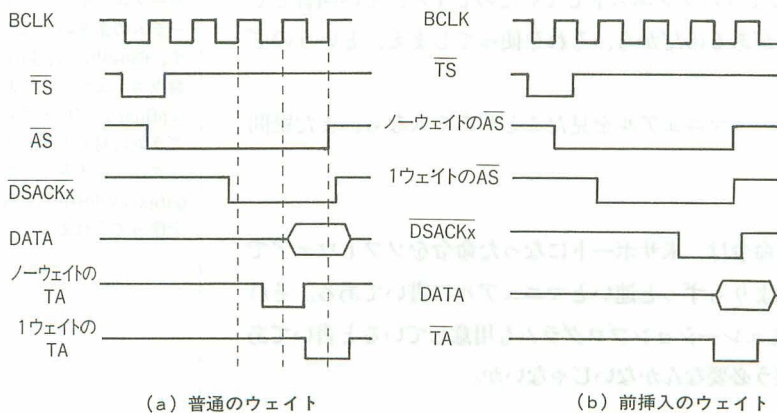 BCLK
TS
AS
DSACKx
DATA
ノーウェイトの
TA
1ウェイトの
TA
(a) 普通のウェイト
BCLK
TS
ノーウェイトのAS
1ウェイトのAS
DSACKx
DATA
TA
(b) 前挿入のウェイト